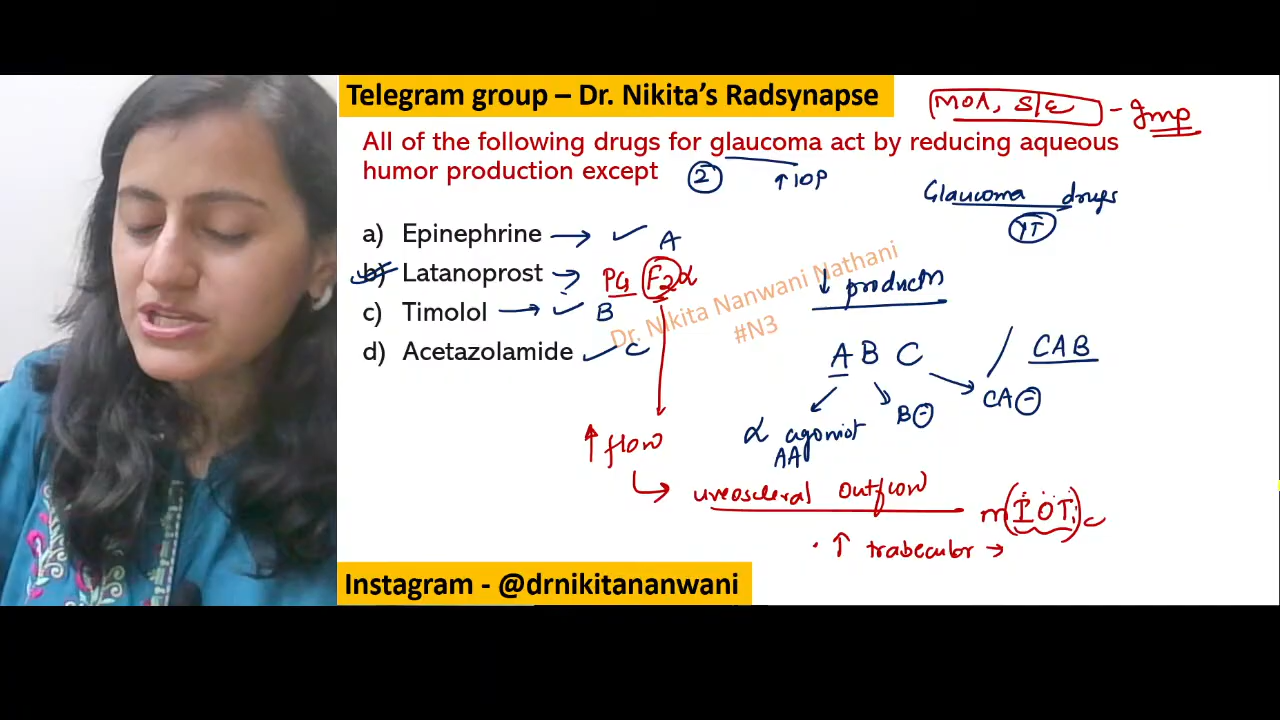 Telegram group – Dr. Nikita's Radsynapse
MOA, S/E - Imp
All of the following drugs for glaucoma act by reducing aqueous
humor production except
2
↑ IOP
Glaucoma drugs
a) Epinephrine → ✓ A
b) Latanoprost → PG F2α
c) Timolol → ✓ B
d) Acetazolamide ✓ C
Dr. Nikita Nanwani Nathani
#N3
↓ productn
A B C / CAB
α agonist
AA
B⊖
CA⊖
↑ flow
uveoscleral outflow
m(IOT)c
• ↑ trabecular →
Instagram - @drnikitananwani